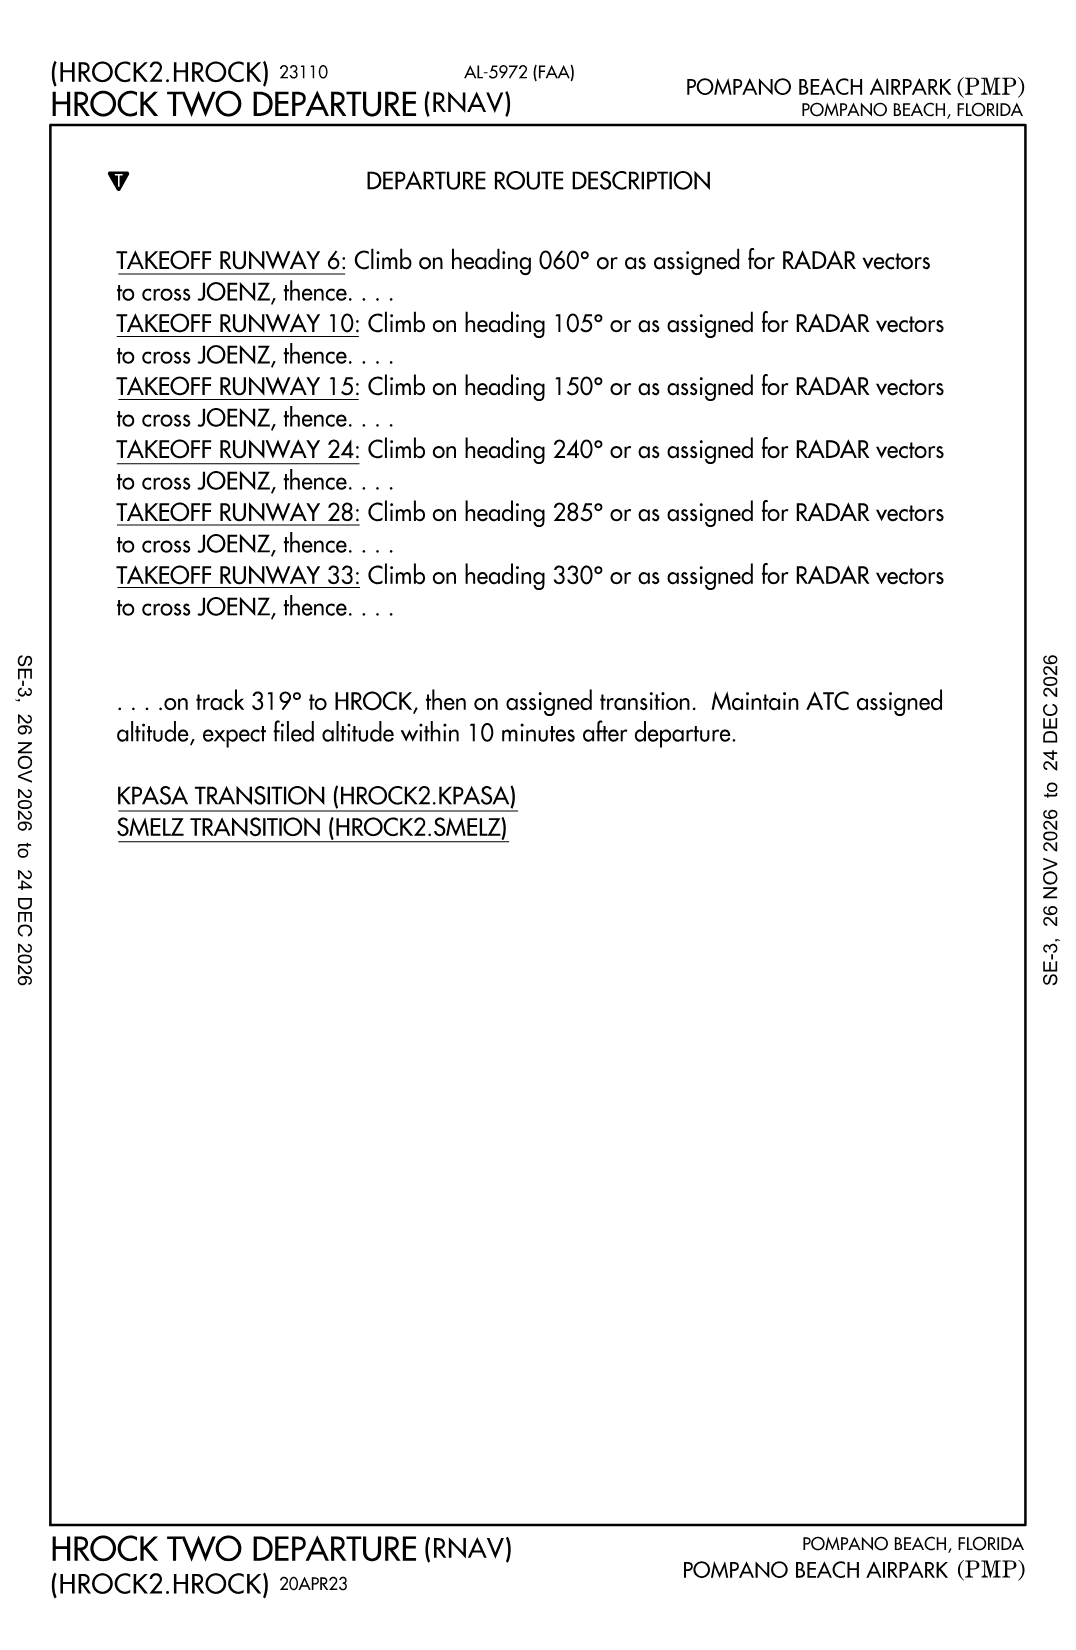 (HROCK2.HROCK) 23110
AL-5972 (FAA)
HROCK TWO DEPARTURE (RNAV)
POMPANO BEACH AIRPARK (PMP)
POMPANO BEACH, FLORIDA
T
DEPARTURE ROUTE DESCRIPTION
TAKEOFF RUNWAY 6: Climb on heading 060° or as assigned for RADAR vectors
to cross JOENZ, thence. . . .
TAKEOFF RUNWAY 10: Climb on heading 105° or as assigned for RADAR vectors
to cross JOENZ, thence. . . .
TAKEOFF RUNWAY 15: Climb on heading 150° or as assigned for RADAR vectors
to cross JOENZ, thence. . . .
TAKEOFF RUNWAY 24: Climb on heading 240° or as assigned for RADAR vectors
to cross JOENZ, thence. . . .
TAKEOFF RUNWAY 28: Climb on heading 285° or as assigned for RADAR vectors
to cross JOENZ, thence. . . .
TAKEOFF RUNWAY 33: Climb on heading 330° or as assigned for RADAR vectors
to cross JOENZ, thence. . . .
. . . .on track 319° to HROCK, then on assigned transition. Maintain ATC assigned
altitude, expect filed altitude within 10 minutes after departure.
KPASA TRANSITION (HROCK2.KPASA)
SMELZ TRANSITION (HROCK2.SMELZ)
SE-3, 26 NOV 2026 to 24 DEC 2026
SE-3, 26 NOV 2026 to 24 DEC 2026
HROCK TWO DEPARTURE (RNAV)
(HROCK2.HROCK) 20APR23
POMPANO BEACH, FLORIDA
POMPANO BEACH AIRPARK (PMP)